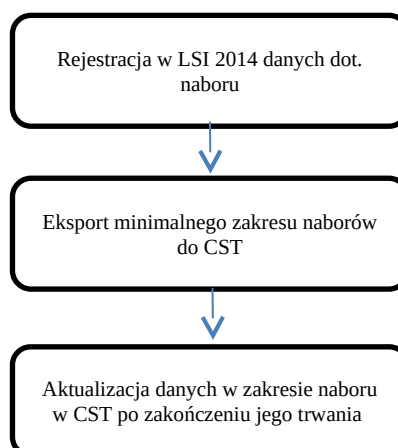 Rejestracja w LSI 2014 danych dot.
naboru
Eksport minimalnego zakresu naborów
do CST
Aktualizacja danych w zakresie naboru
w CST po zakończeniu jego trwania